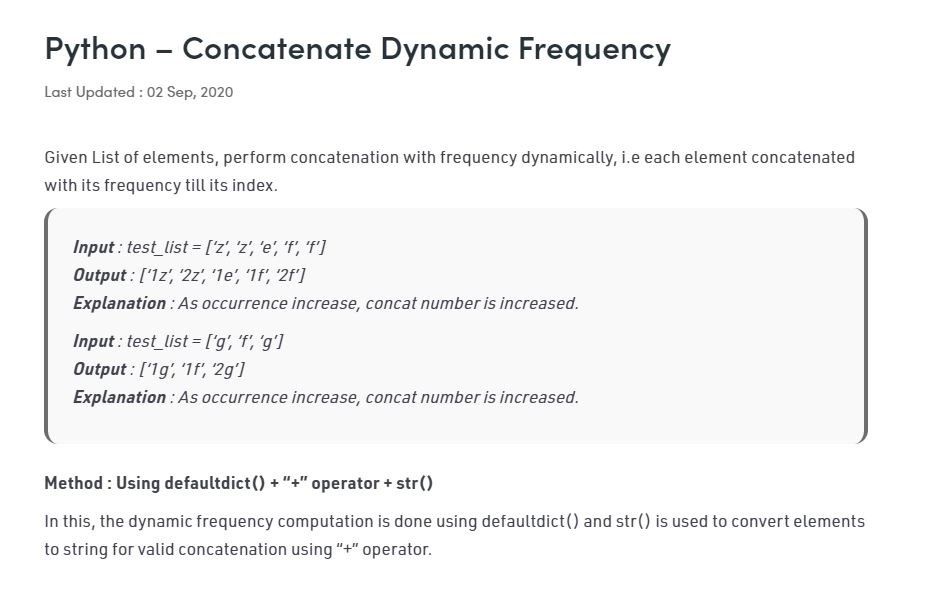 Python – Concatenate Dynamic Frequency
Last Updated : 02 Sep, 2020
Given List of elements, perform concatenation with frequency dynamically, i.e each element concatenated
with its frequency till its index.
Input : test_list = [‘z’, ‘z’, ‘e’, ‘f’, ‘f’]
Output : [‘1z’, ‘2z’, ‘1e’, ‘1f’, ‘2f’]
Explanation : As occurrence increase, concat number is increased.
Input : test_list = [‘g’, ‘f’, ‘g’]
Output : [‘1g’, ‘1f’, ‘2g’]
Explanation : As occurrence increase, concat number is increased.
Method : Using defaultdict() + “+” operator + str()
In this, the dynamic frequency computation is done using defaultdict() and str() is used to convert elements
to string for valid concatenation using “+” operator.